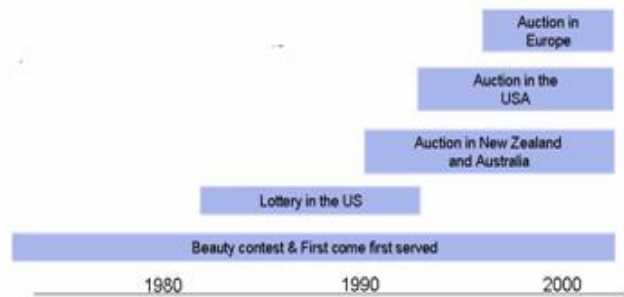 Auction in
Europe
Auction in the
USA
Auction in New Zealand
and Australia
Lottery in the US
Beauty contest & First come first served
1980 1990 2000